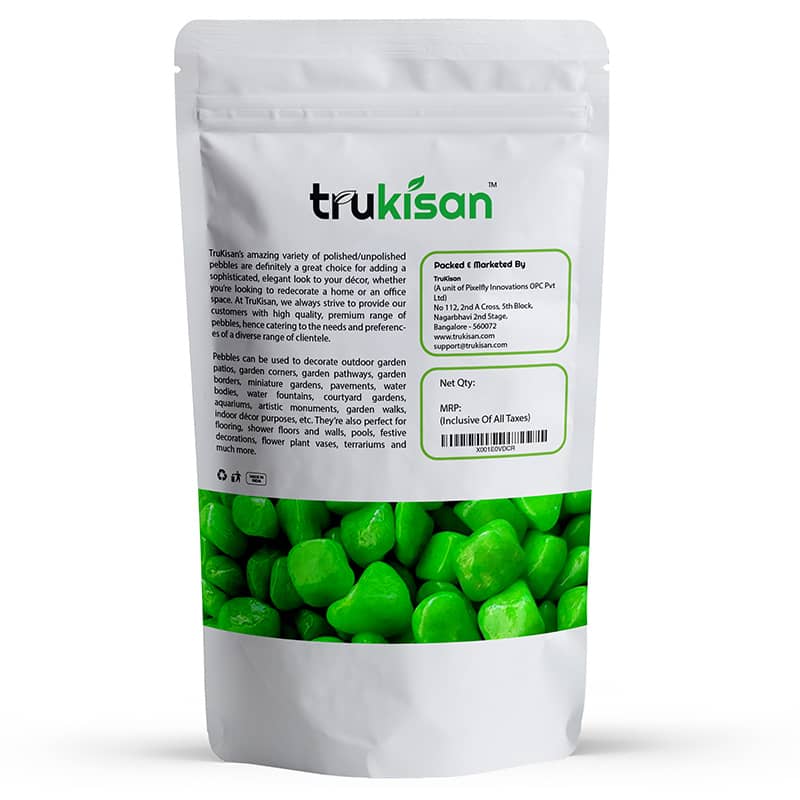 trukisan™
TruKisan's amazing variety of polished/unpolished
pebbles are definitely a great choice for adding a
sophisticated, elegant look to your décor, whether
you're looking to redecorate a home or an office
space. At TruKisan, we always strive to provide our
customers with high quality, premium range of
pebbles, hence catering to the needs and preferenc-
es of a diverse range of clientele.
Pebbles can be used to decorate outdoor garden
patios, garden corners, garden pathways, garden
borders, miniature gardens, pavements, water
bodies, water fountains, courtyard gardens,
aquariums, artistic monuments, garden walks,
indoor décor purposes, etc. They're also perfect for
flooring, shower floors and walls, pools, festive
decorations, flower plant vases, terrariums and
much more.
MADE IN
INDIA
Packed & Marketed By
TruKisan
(A unit of Pixelfly Innovations OPC Pvt
Ltd)
No 112, 2nd A Cross, 5th Block,
Nagarbhavi 2nd Stage,
Bangalore - 560072
www.trukisan.com
support@trukisan.com
Net Qty:
MRP:
(Inclusive Of All Taxes)
X001E0VDCR